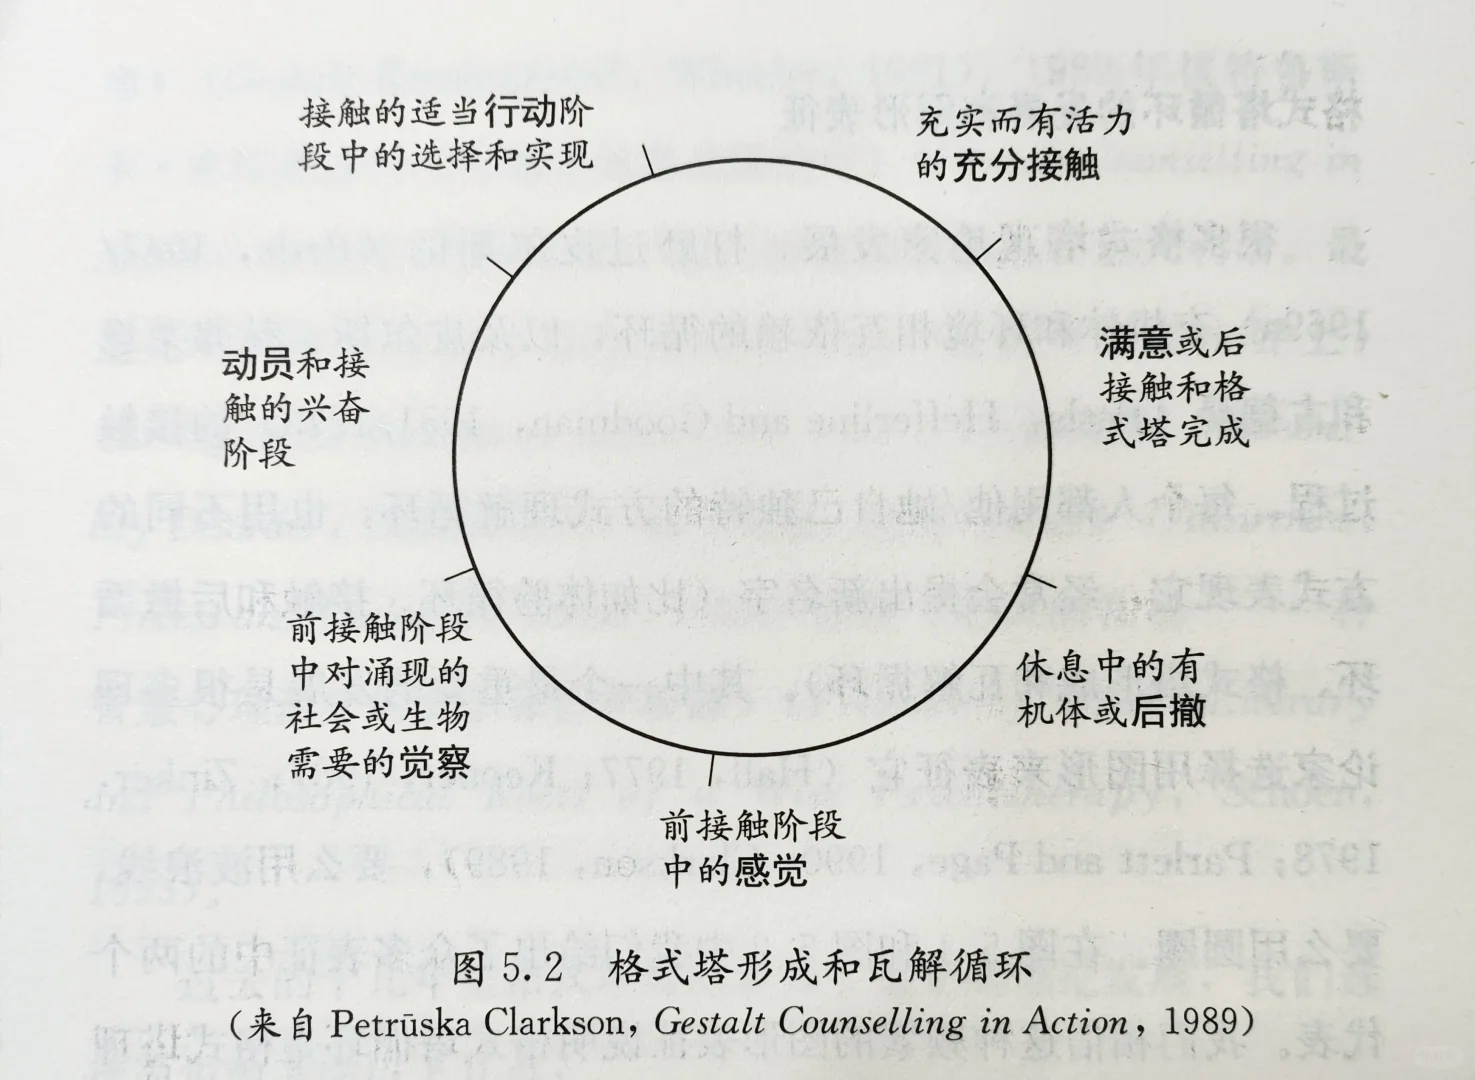 接触的适当行动阶
段中的选择和实现
充实而有活力
的充分接触
动员和接
触的兴奋
阶段
满意或后
接触和格
式塔完成
前接触阶段
中对涌现的
社会或生物
需要的觉察
休息中的有
机体或后撤
前接触阶段
中的感觉
图 5.2 格式塔形成和瓦解循环
（来自 Petrūska Clarkson, Gestalt Counselling in Action, 1989）